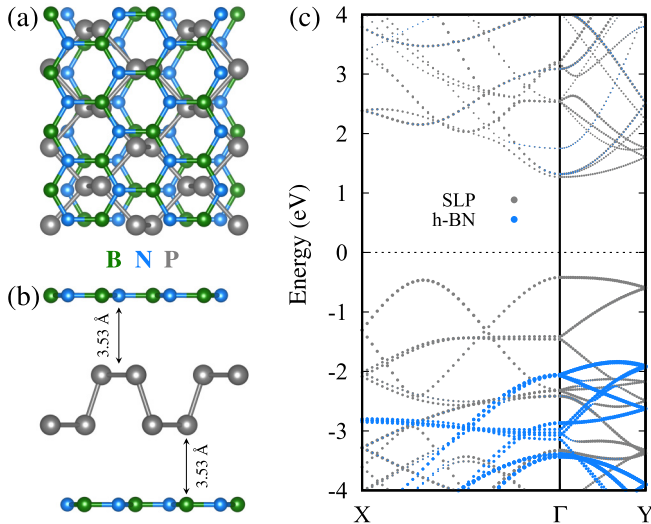 (a)
B N P
(b)
3.53 Å
3.53 Å
(c)
Energy (eV)
4
3
2
1
0
-1
-2
-3
-4
SLP
h-BN
X
Γ
Y